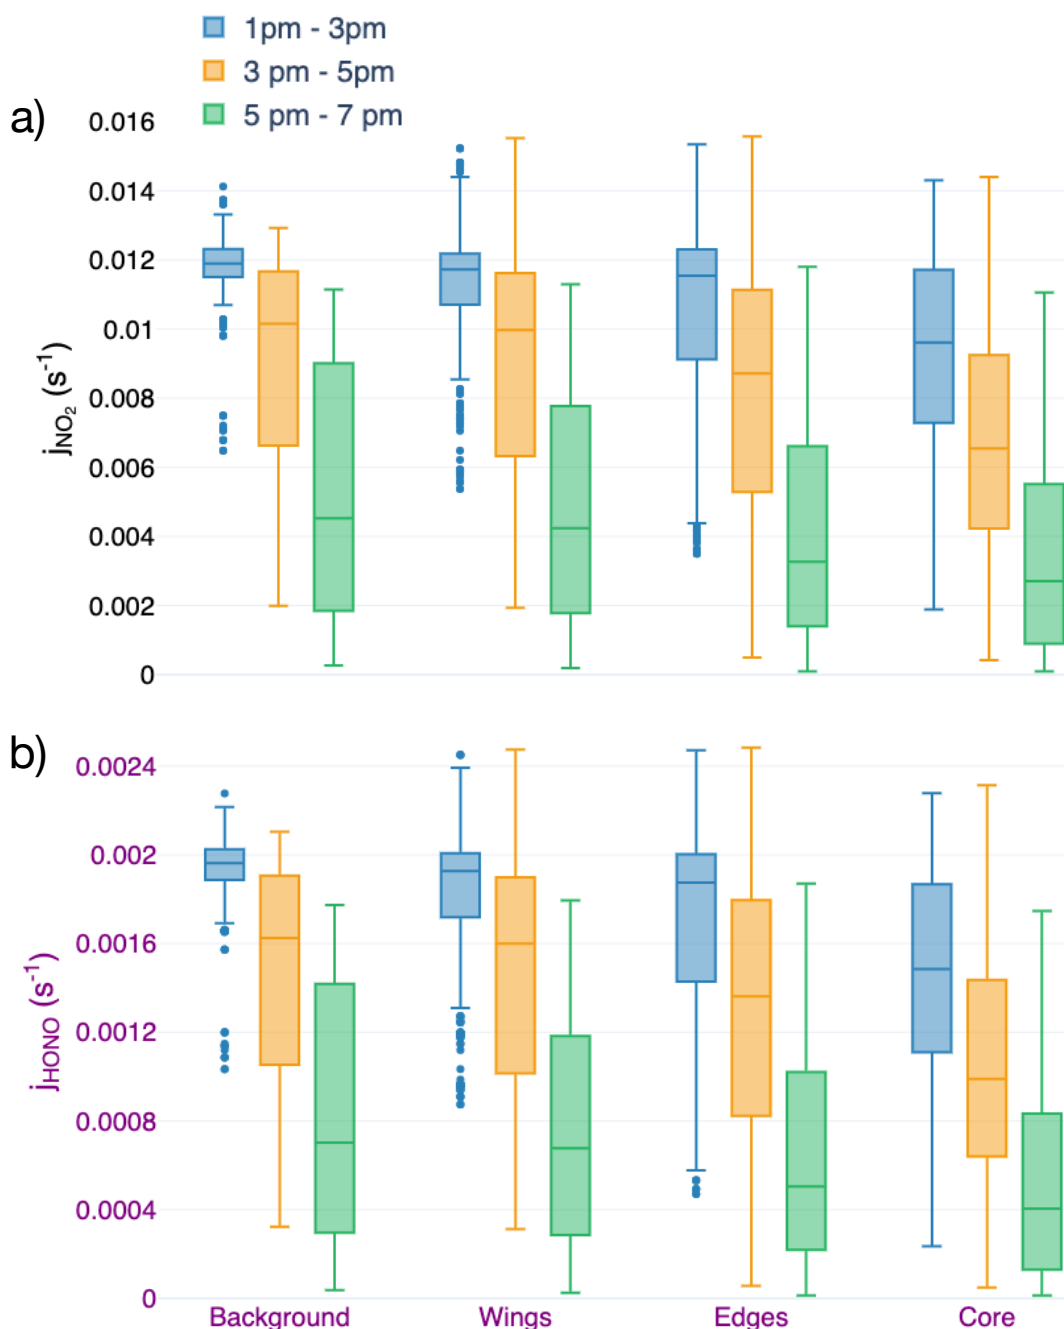 1pm - 3pm
3 pm - 5pm
5 pm - 7 pm
a)
0.016
0.014
0.012
0.01
0.008
0.006
0.004
0.002
0
jNO2 (s-1)
b)
0.0024
0.002
0.0016
0.0012
0.0008
0.0004
0
jHONO (s-1)
Background Wings Edges Core